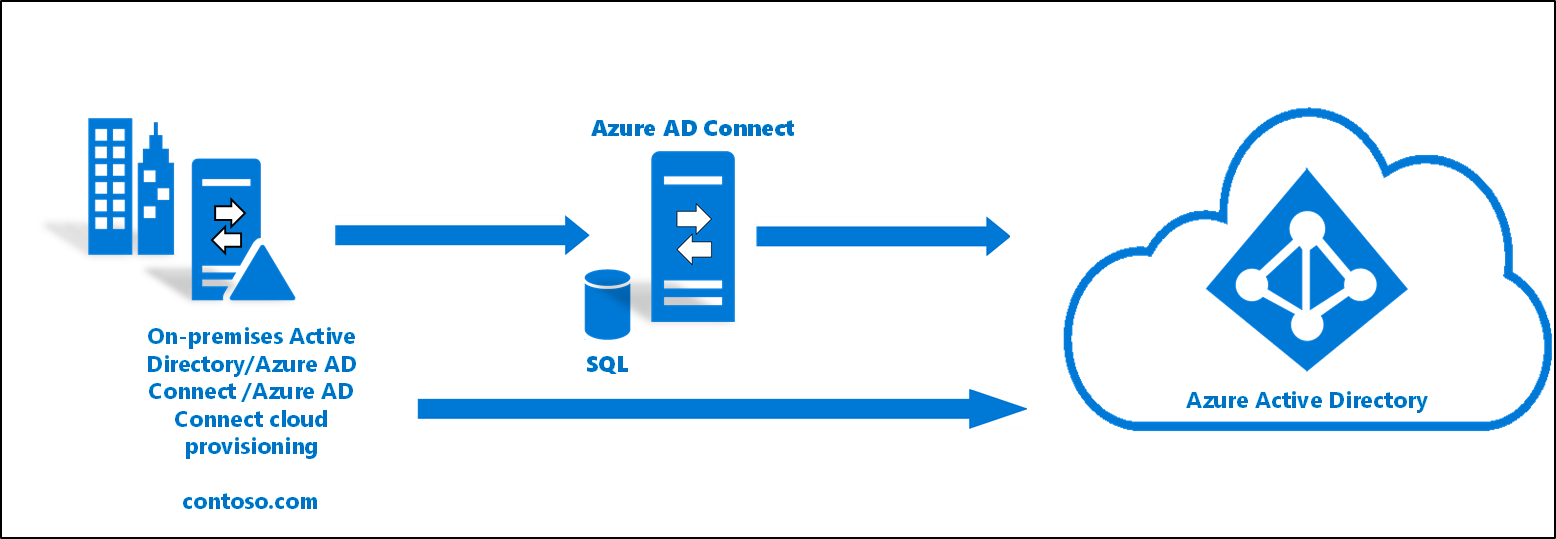 Azure AD Connect
On-premises Active
Directory/Azure AD
Connect /Azure AD
Connect cloud
provisioning
contoso.com
SQL
Azure Active Directory